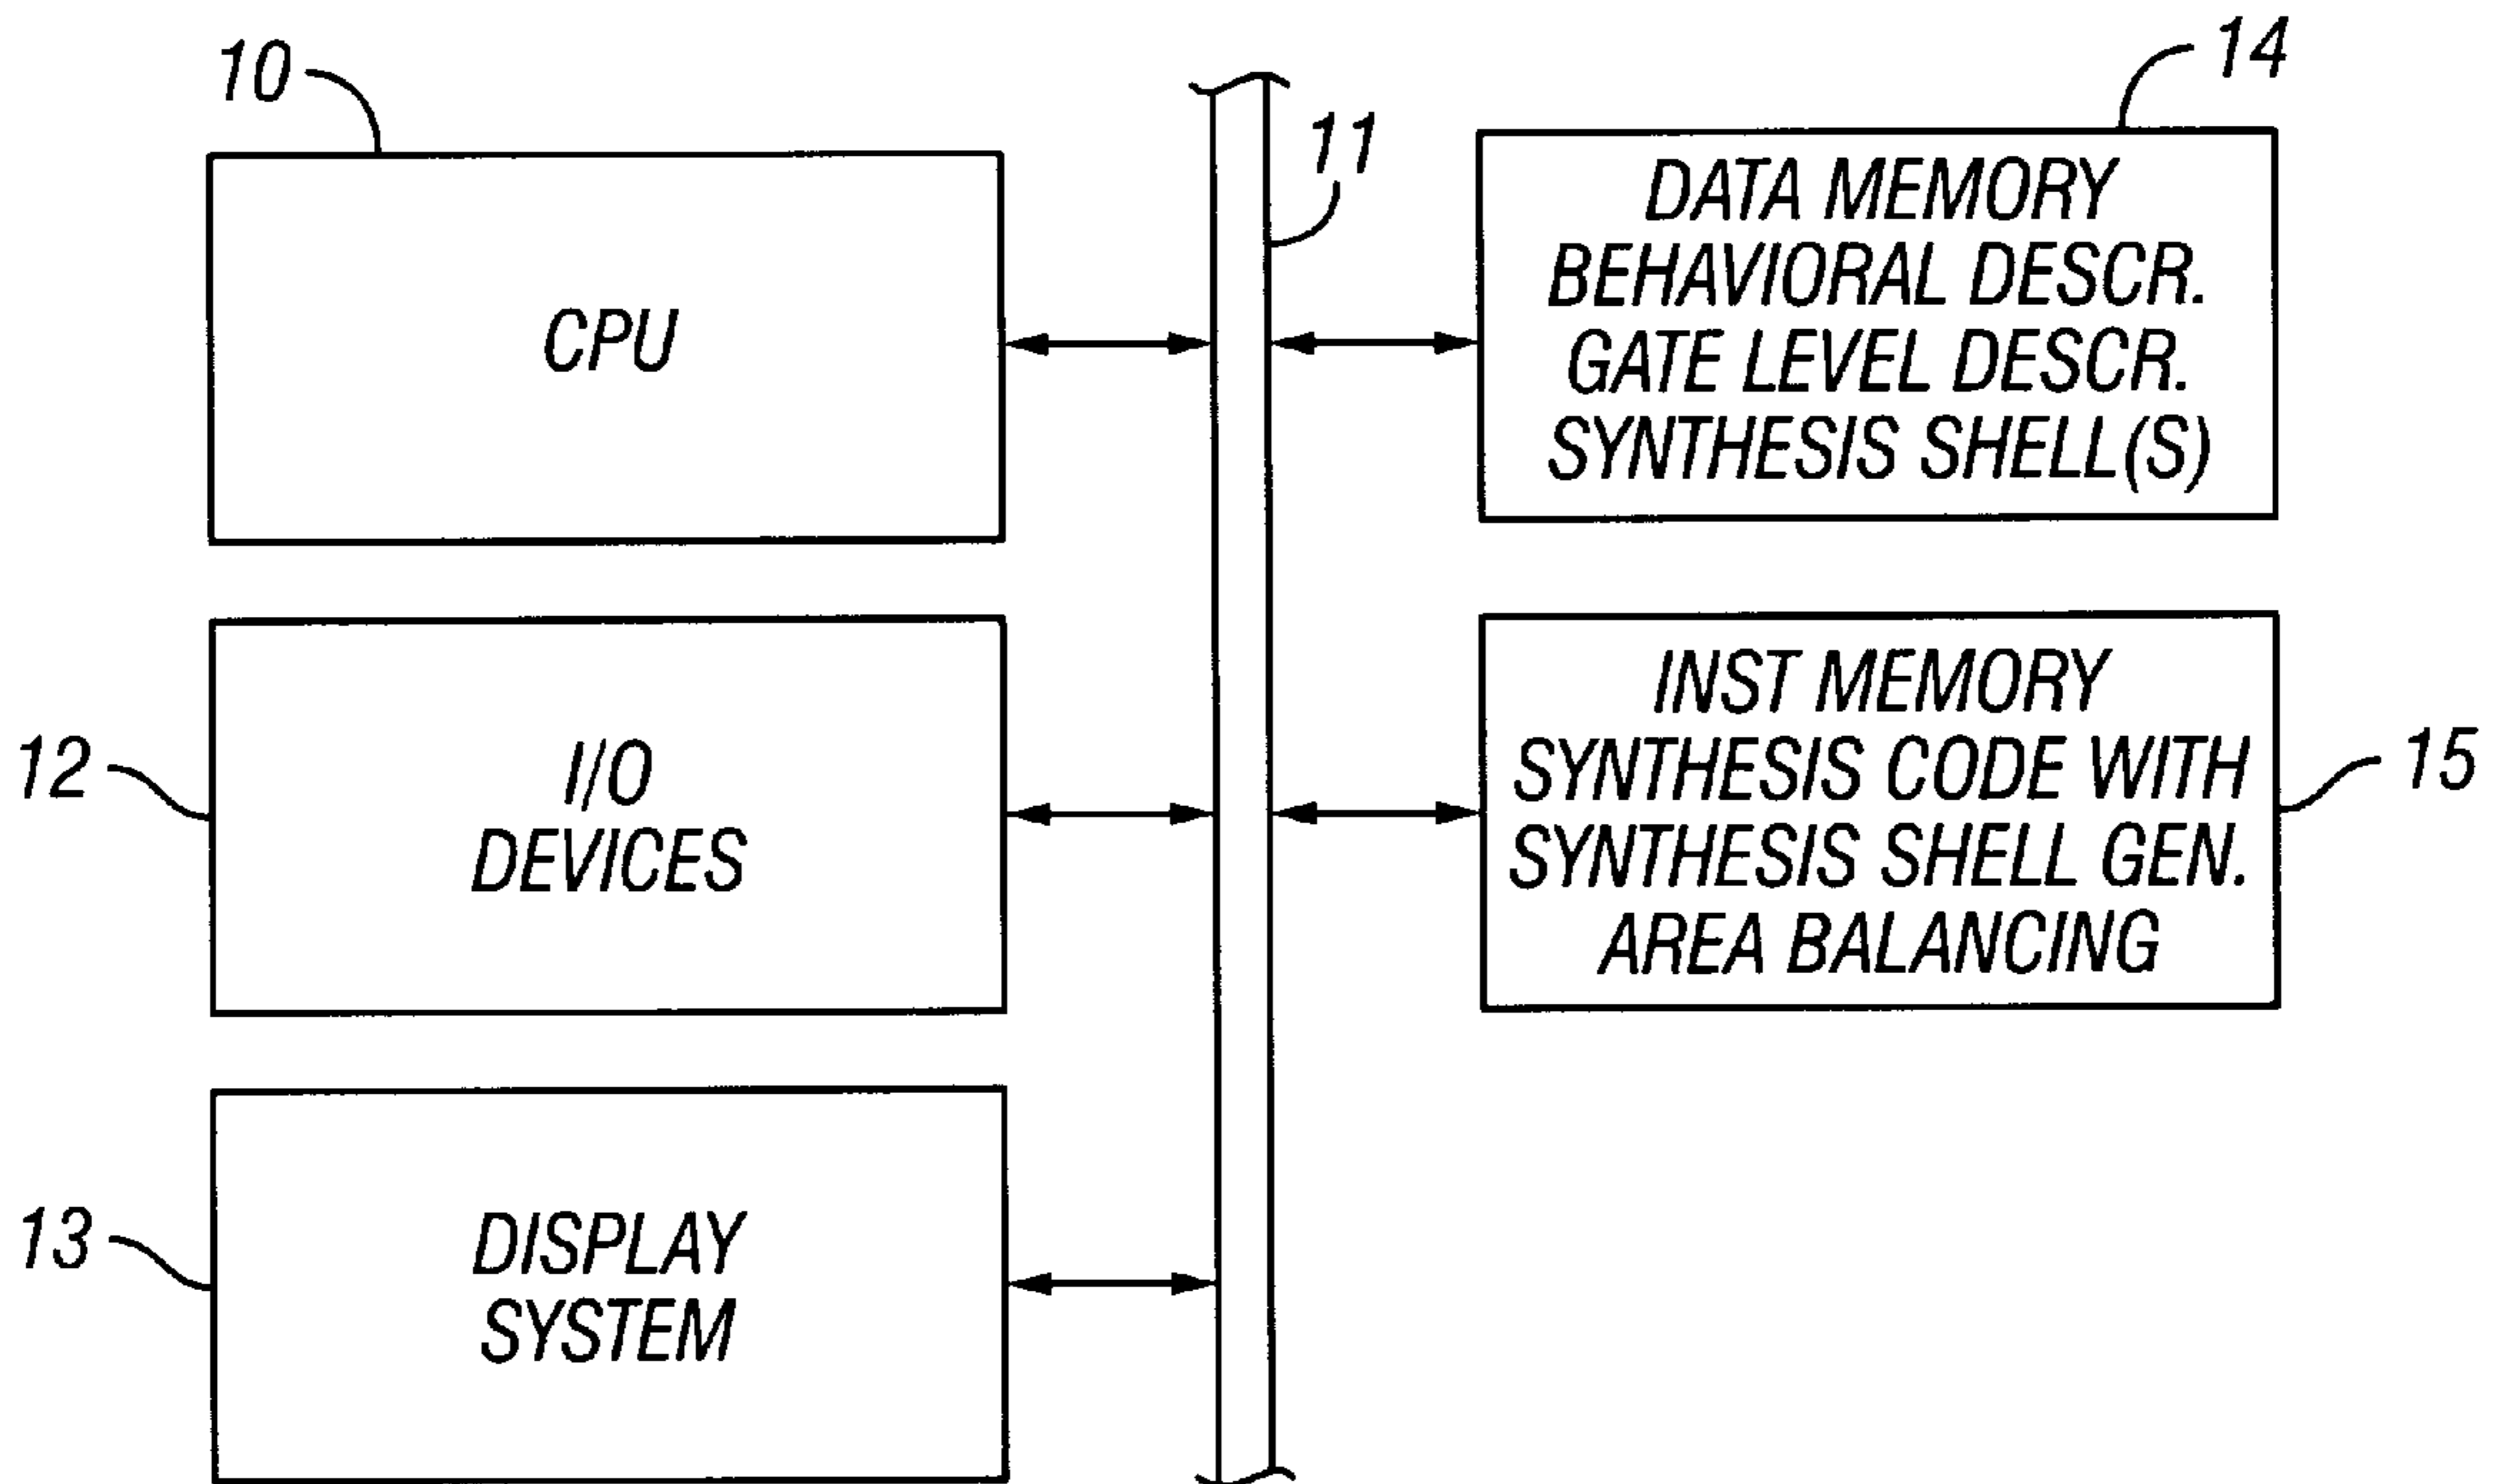 10
14
11
CPU
DATA MEMORY
BEHAVIORAL DESCR.
GATE LEVEL DESCR.
SYNTHESIS SHELL(S)
12
I/O
DEVICES
INST MEMORY
SYNTHESIS CODE WITH
SYNTHESIS SHELL GEN.
AREA BALANCING
15
13
DISPLAY
SYSTEM